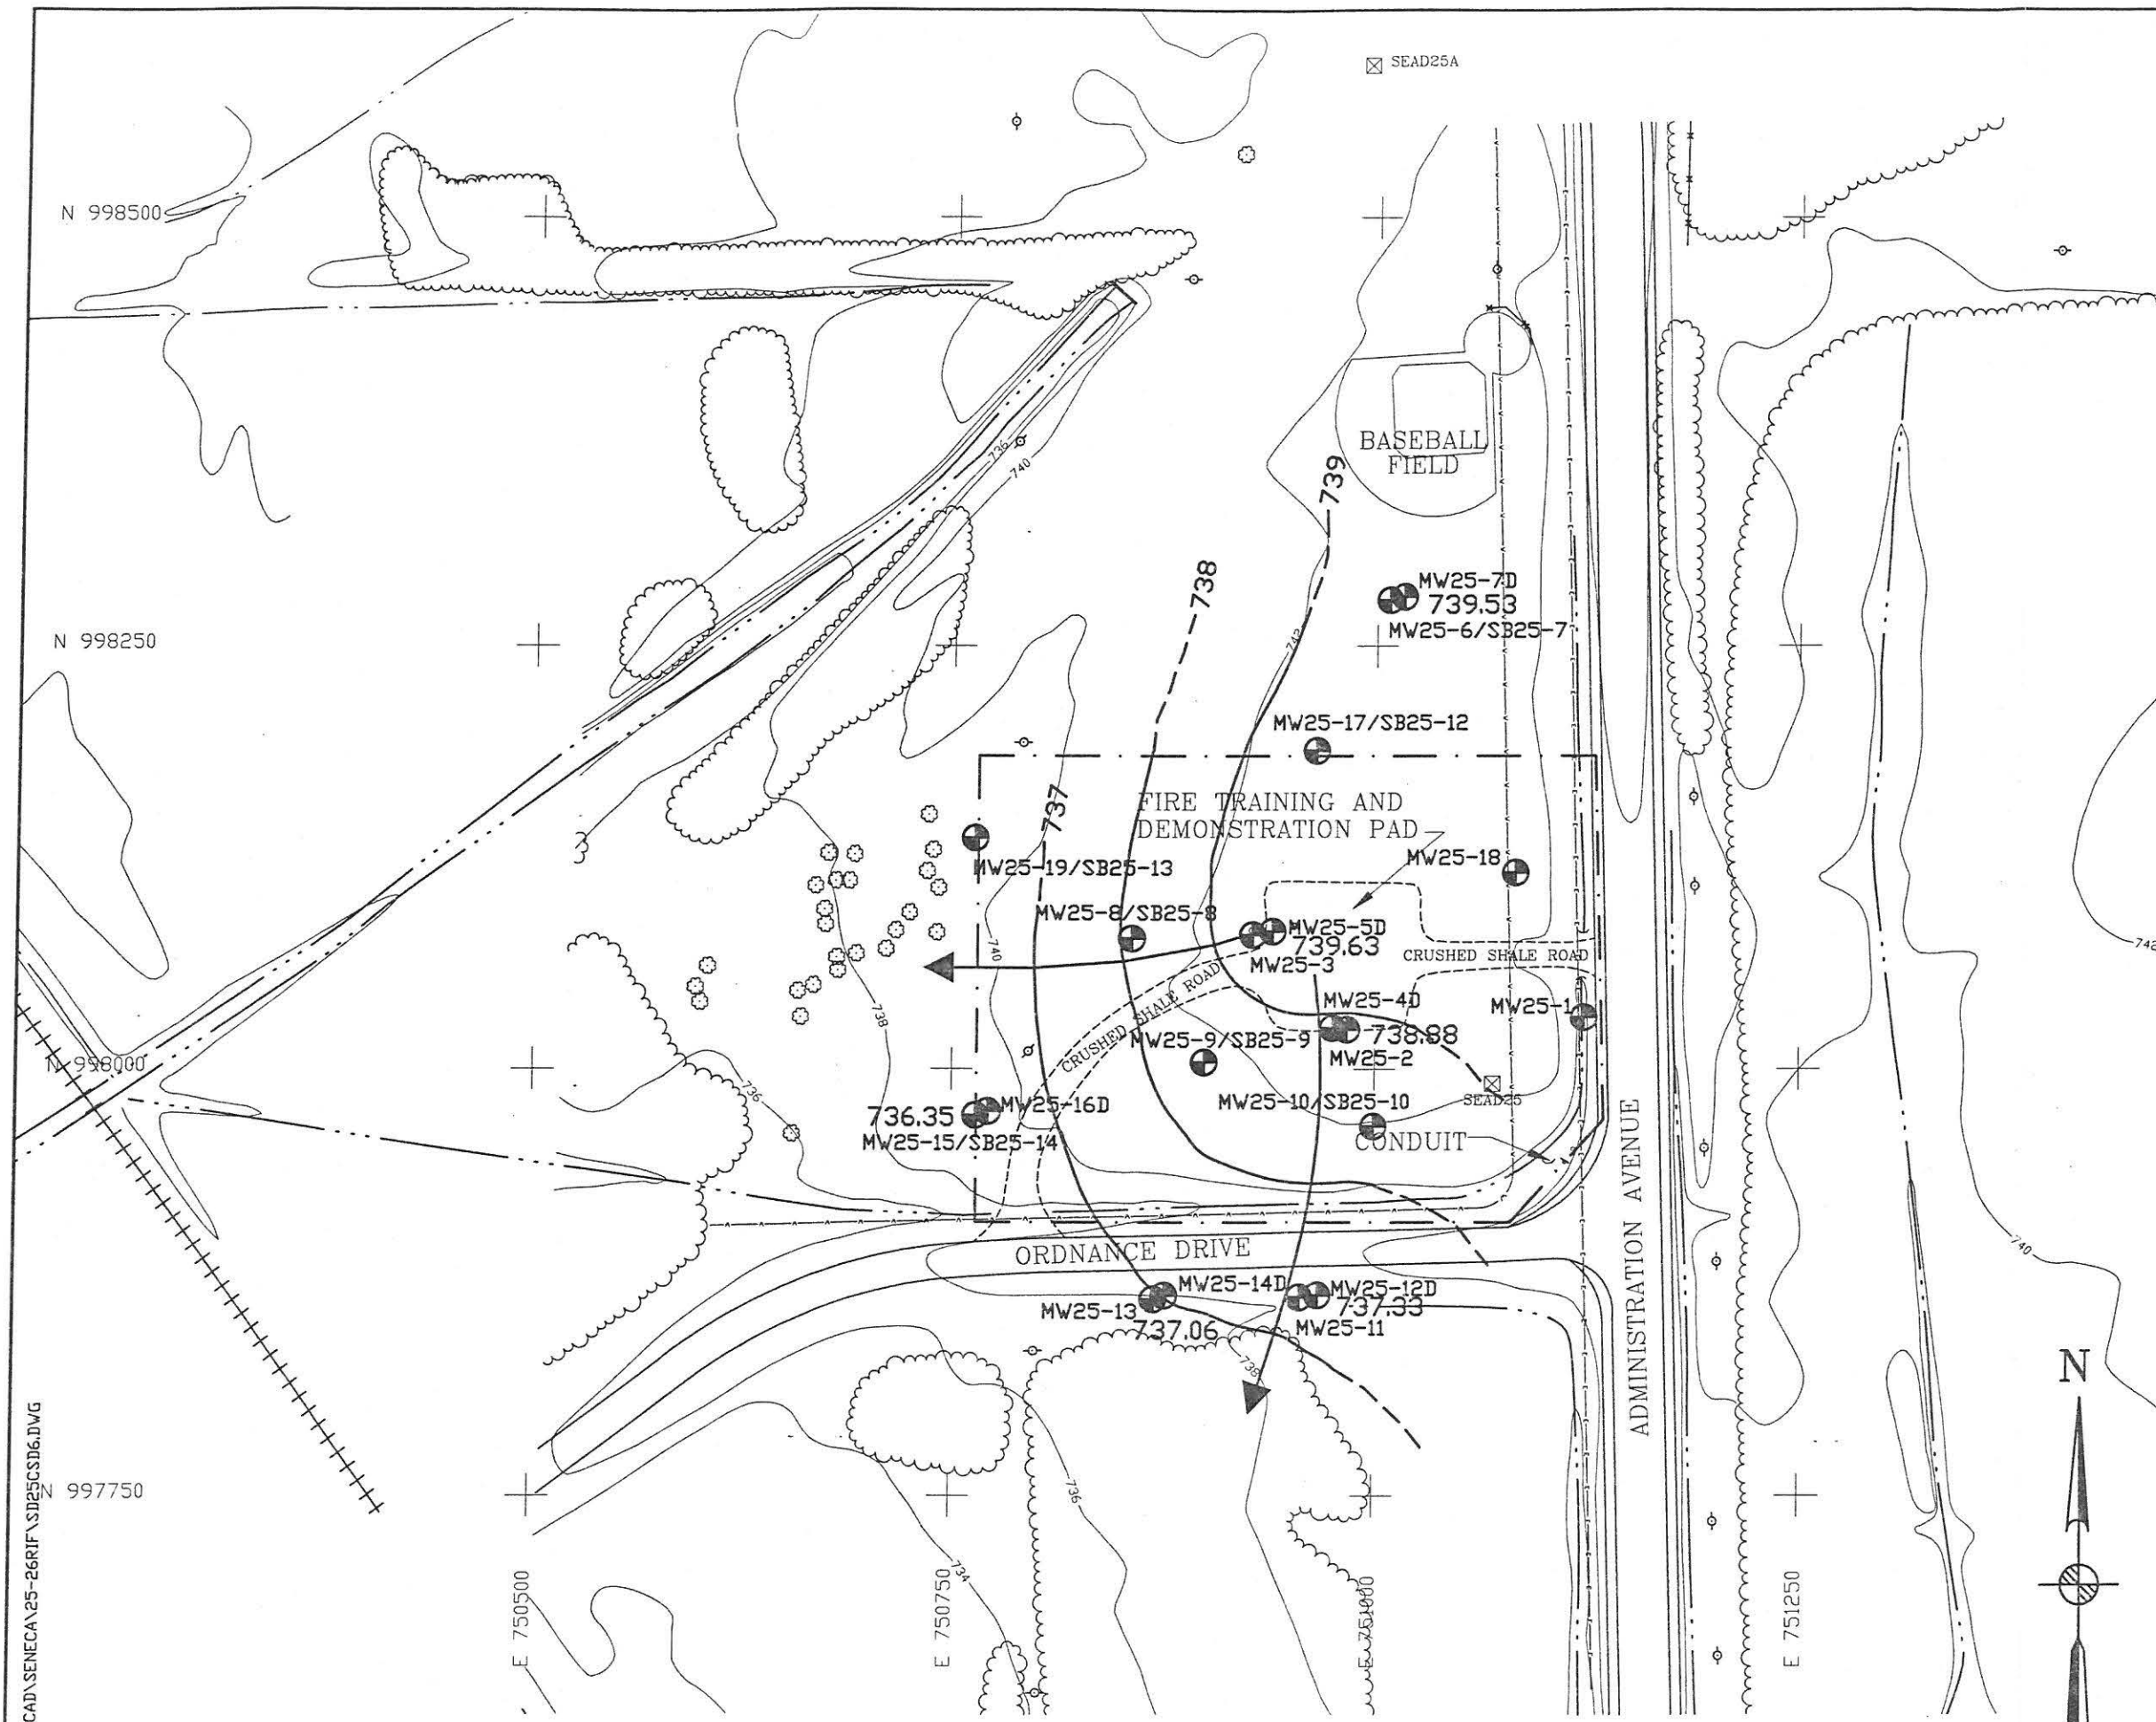 SEAD25A
N 998500
736
740
BASEBALL
FIELD
739
738
MW25-7D
739.53
MW25-6/SB25-7
742
N 998250
MW25-17/SB25-12
737
FIRE TRAINING AND
DEMONSTRATION PAD
MW25-18
MW25-19/SB25-13
MW25-8/SB25-8
MW25-5D
739.63
MW25-3
CRUSHED SHALE ROAD
740
742
CRUSHED SHALE ROAD
MW25-4D
MW25-1
738
738.88
MW25-9/SB25-9
MW25-2
N 998000
736
SEAD25
MW25-10/SB25-10
MW25-16D
736.35
MW25-15/SB25-14
CONDUIT
ADMINISTRATION AVENUE
ORDNANCE DRIVE
740
MW25-14D
MW25-12D
MW25-13
737.33
737.06
MW25-11
738
N
736
N 997750
734
E 750500
E 750750
E 751000
E 751250
CAD\SENECA\25-26RIF\SD25CSD6.DWG